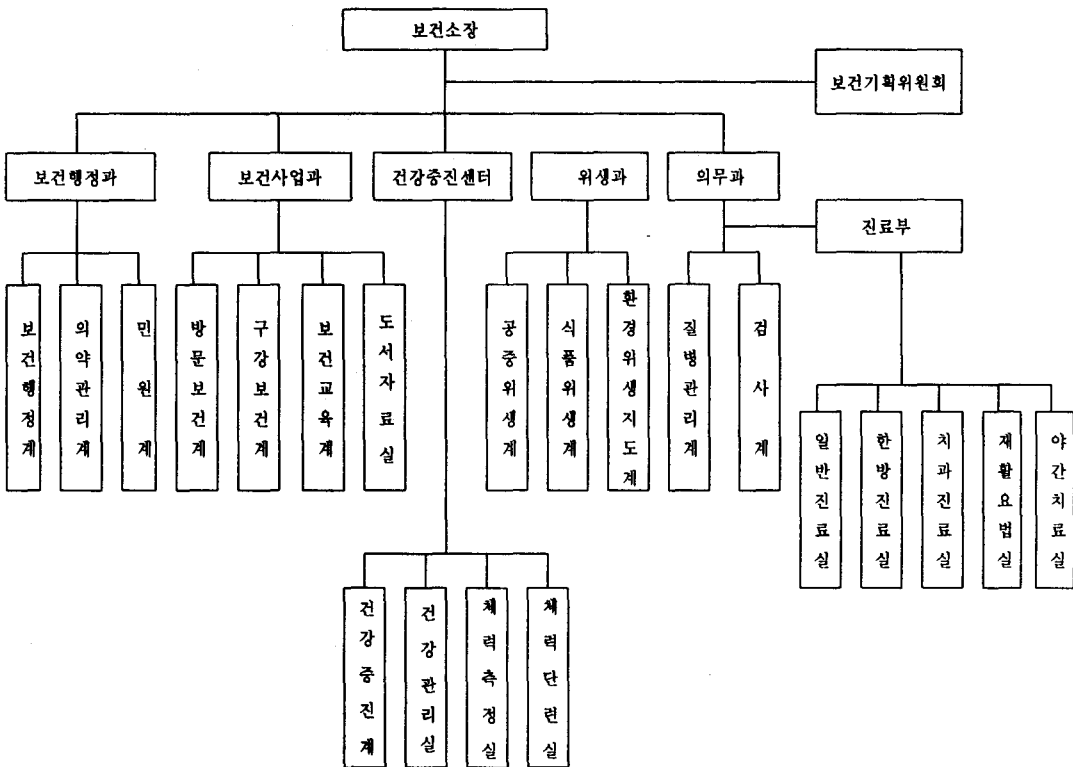 보건소장
보건기획위원회
보건행정과
보건사업과
건강증진센터
위생과
의무과
진료부
보건행정계
의약관리계
민원계
방문보건계
구강보건계
보건교육계
도서자료실
공중위생계
식품위생계
환경위생지도계
질병관리계
검사계
일반진료실
한방진료실
치과진료실
재활요법실
야간치료실
건강증진계
건강관리실
체력측정실
체력단련실